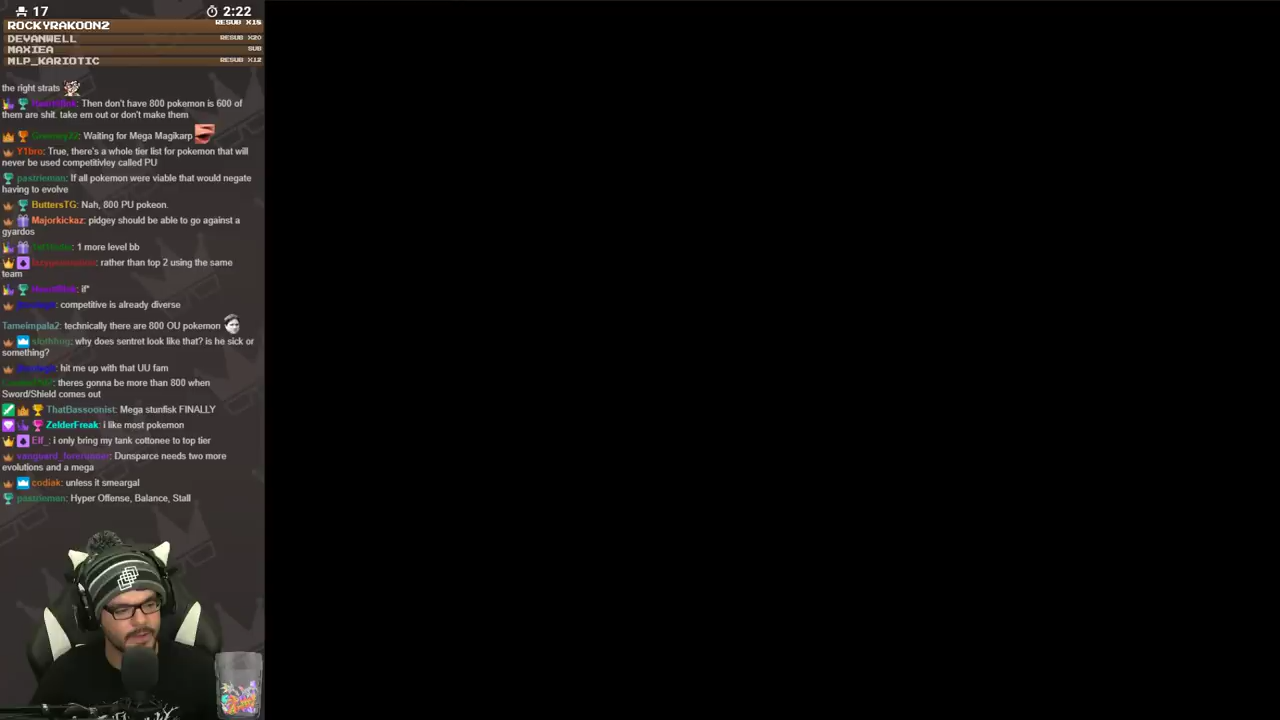 17
2:22
ROCKYRAKOON2 RESUB X15
DEVANWELL RESUB X20
MAXIEA SUB
MLP_KARIOTIC RESUB X12
the right strats
: Then don't have 800 pokemon is 600 of
them are shit. take em out or don't make them
Greeney22: Waiting for Mega Magikarp
Y1bro: True, there's a whole tier list for pokemon that will
never be used competitivley called PU
pastrieman: If all pokemon were viable that would negate
having to evolve
ButtersTG: Nah, 800 PU pokeon.
Majorkickaz: pidgey should be able to go against a
gyardos
: 1 more level bb
: rather than top 2 using the same
team
: if*
: competitive is already diverse
Tameimpala2: technically there are 800 OU pokemon
slothhug: why does sentret look like that? is he sick or
something?
: hit me up with that UU fam
: theres gonna be more than 800 when
Sword/Shield comes out
ThatBassoonist: Mega stunfisk FINALLY
ZelderFreak: i like most pokemon
Elf_: i only bring my tank cottonee to top tier
vanguard_forerunner: Dunsparce needs two more
evolutions and a mega
codiak: unless it smeargal
pastrieman: Hyper Offense, Balance, Stall